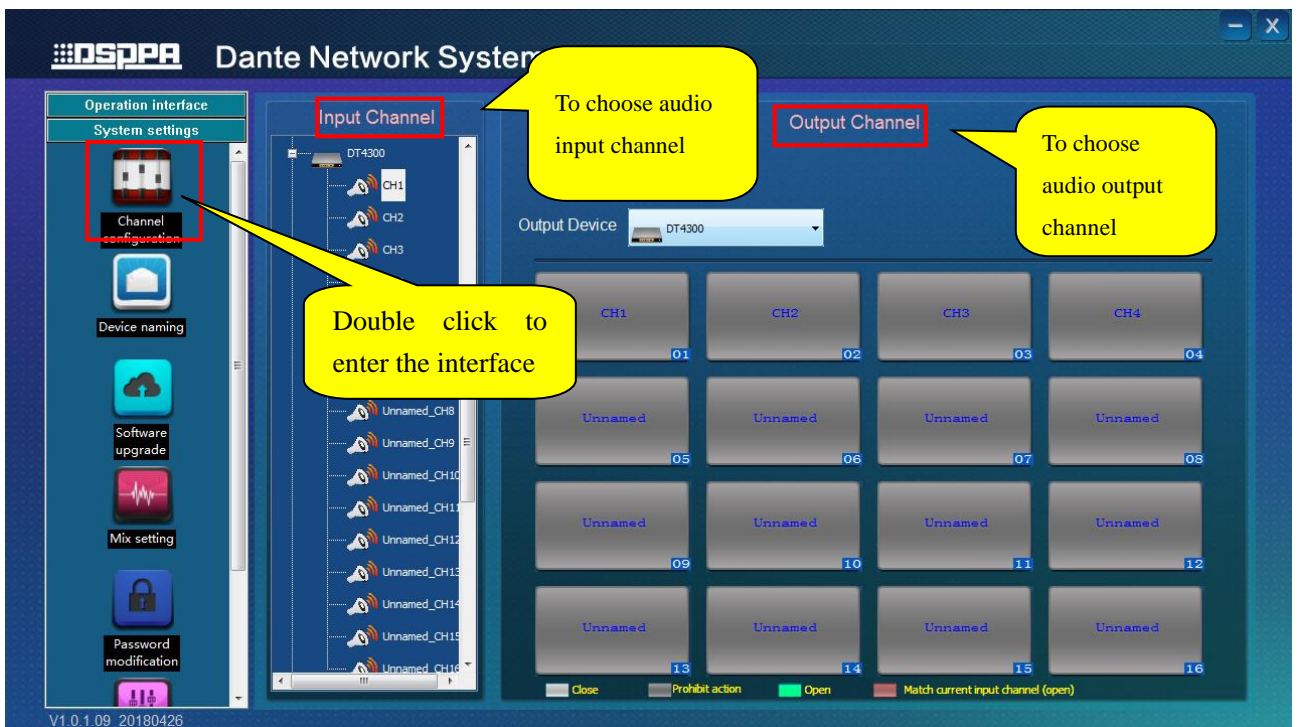 DSPPA Dante Network System
Operation interface
System settings
Channel
configuration
Device naming
Software
upgrade
Mix setting
Password
modification
Input Channel
DT4300
CH1
CH2
CH3
Unnamed_CH8
Unnamed_CH9
Unnamed_CH10
Unnamed_CH11
Unnamed_CH12
Unnamed_CH13
Unnamed_CH14
Unnamed_CH15
Unnamed_CH16
To choose audio
input channel
Output Channel
To choose
audio output
channel
Double click to
enter the interface
Output Device DT4300
CH1 CH2 CH3 CH4
01 02 03 04
Unnamed Unnamed Unnamed Unnamed
05 06 07 08
Unnamed Unnamed Unnamed Unnamed
09 10 11 12
Unnamed Unnamed Unnamed Unnamed
13 14 15 16
Close Prohibit action Open Match current input channel (open)
V1.0.1.09_20180426